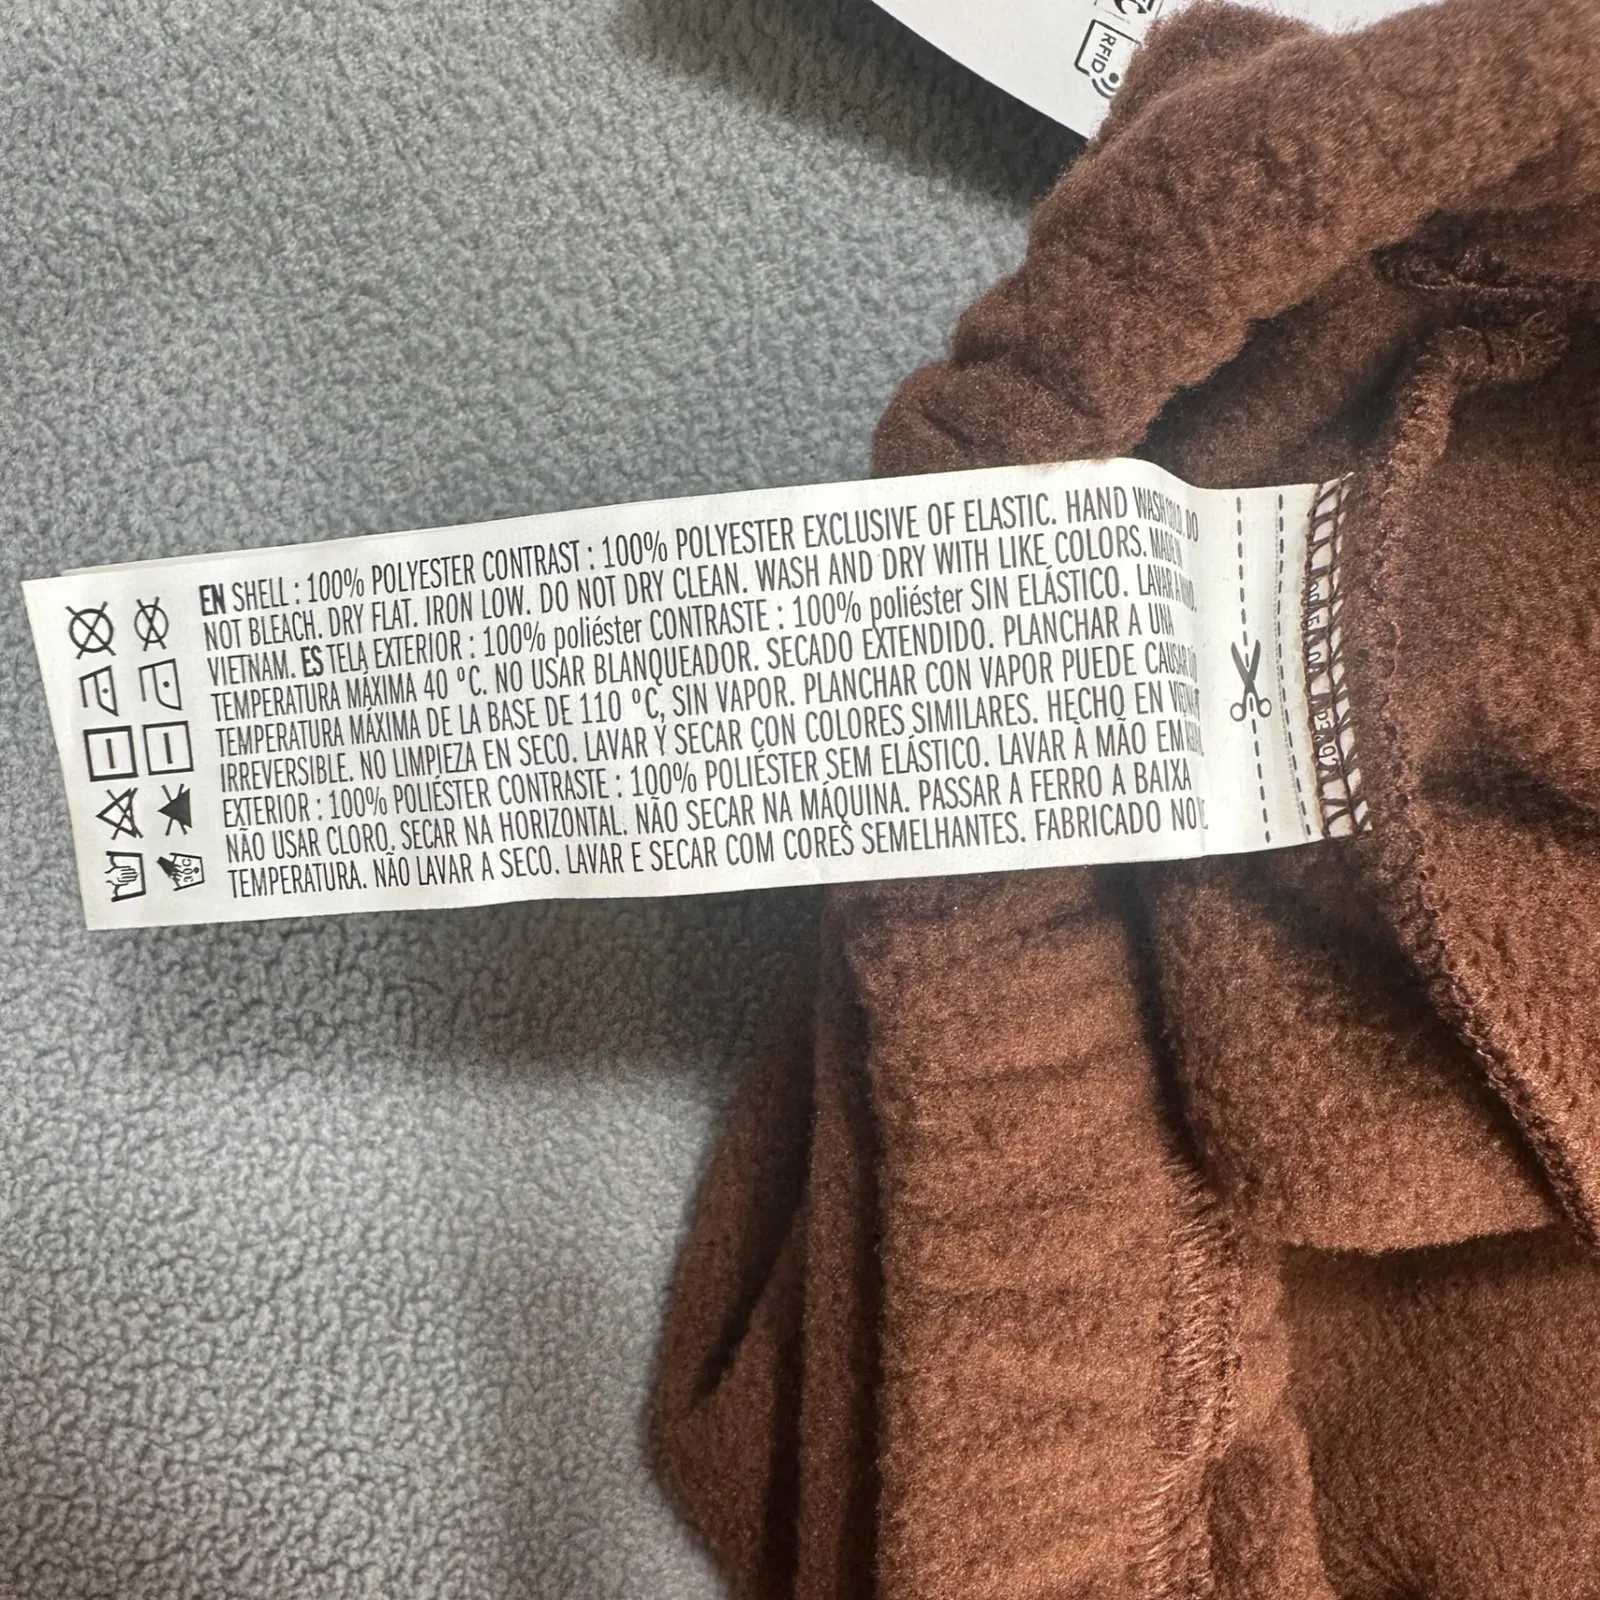 RFID
EN SHELL : 100% POLYESTER CONTRAST : 100% POLYESTER EXCLUSIVE OF ELASTIC. HAND WASH COLD. DO
NOT BLEACH. DRY FLAT. IRON LOW. DO NOT DRY CLEAN. WASH AND DRY WITH LIKE COLORS. MADE IN
VIETNAM. ES TELA EXTERIOR : 100% poliéster CONTRASTE : 100% poliéster SIN ELÁSTICO. LAVAR A
TEMPERATURA MÁXIMA 40 °C. NO USAR BLANQUEADOR. SECADO EXTENDIDO. PLANCHAR A UNA
TEMPERATURA MÁXIMA DE LA BASE DE 110 °C, SIN VAPOR. PLANCHAR CON VAPOR PUEDE CAUSAR
IRREVERSIBLE. NO LIMPIEZA EN SECO. LAVAR Y SECAR CON COLORES SIMILARES. HECHO EN
EXTERIOR : 100% POLIÉSTER CONTRASTE : 100% POLIÉSTER SEM ELÁSTICO. LAVAR À MÃO EM
NÃO USAR CLORO. SECAR NA HORIZONTAL. NÃO SECAR NA MÁQUINA. PASSAR A FERRO A BAIXA
TEMPERATURA. NÃO LAVAR A SECO. LAVAR E SECAR COM CORES SEMELHANTES. FABRICADO NO